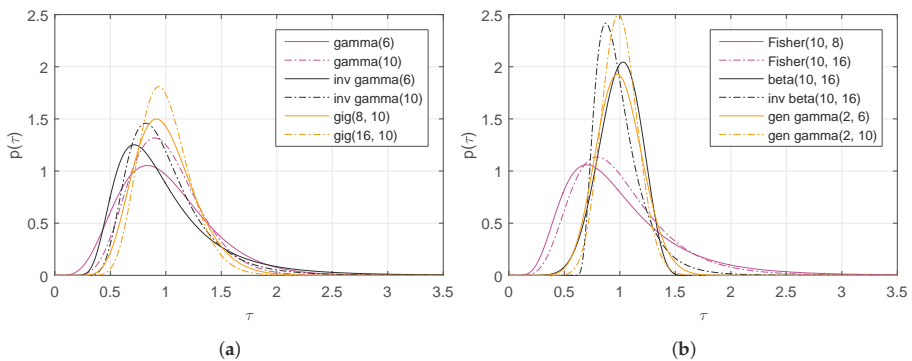 2.5
2
1.5
1
0.5
0
p(τ)
gamma(6)
gamma(10)
inv gamma(6)
inv gamma(10)
gig(8, 10)
gig(16, 10)
0 0.5 1 1.5 2 2.5 3 3.5
τ
(a)
2.5
2
1.5
1
0.5
0
p(τ)
Fisher(10, 8)
Fisher(10, 16)
beta(10, 16)
inv beta(10, 16)
gen gamma(2, 6)
gen gamma(2, 10)
0 0.5 1 1.5 2 2.5 3 3.5
τ
(b)